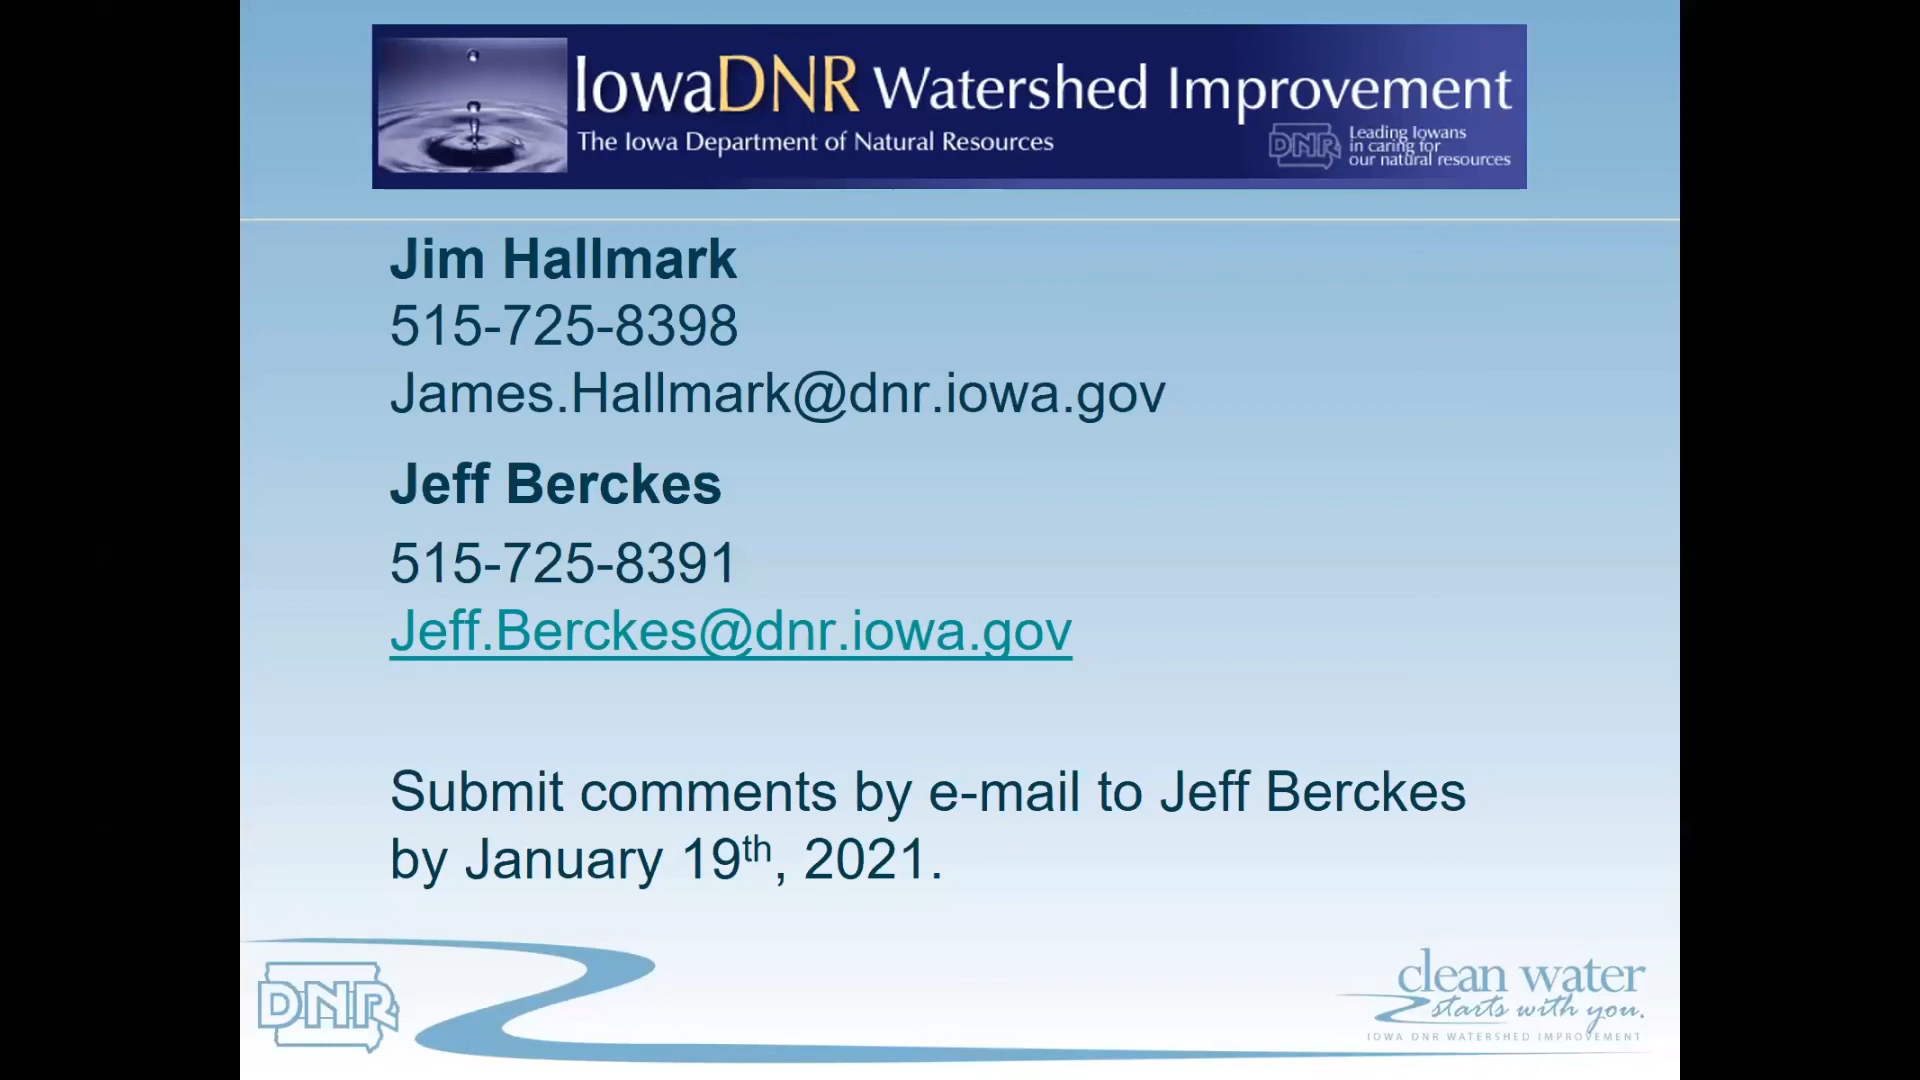 IowaDNR Watershed Improvement
The Iowa Department of Natural Resources
DNR
Leading Iowans
in caring for
our natural resources
Jim Hallmark
515-725-8398
James.Hallmark@dnr.iowa.gov
Jeff Berckes
515-725-8391
Jeff.Berckes@dnr.iowa.gov
Submit comments by e-mail to Jeff Berckes
by January 19th, 2021.
DNR
clean water
starts with you.
IOWA DNR WATERSHED IMPROVEMENT